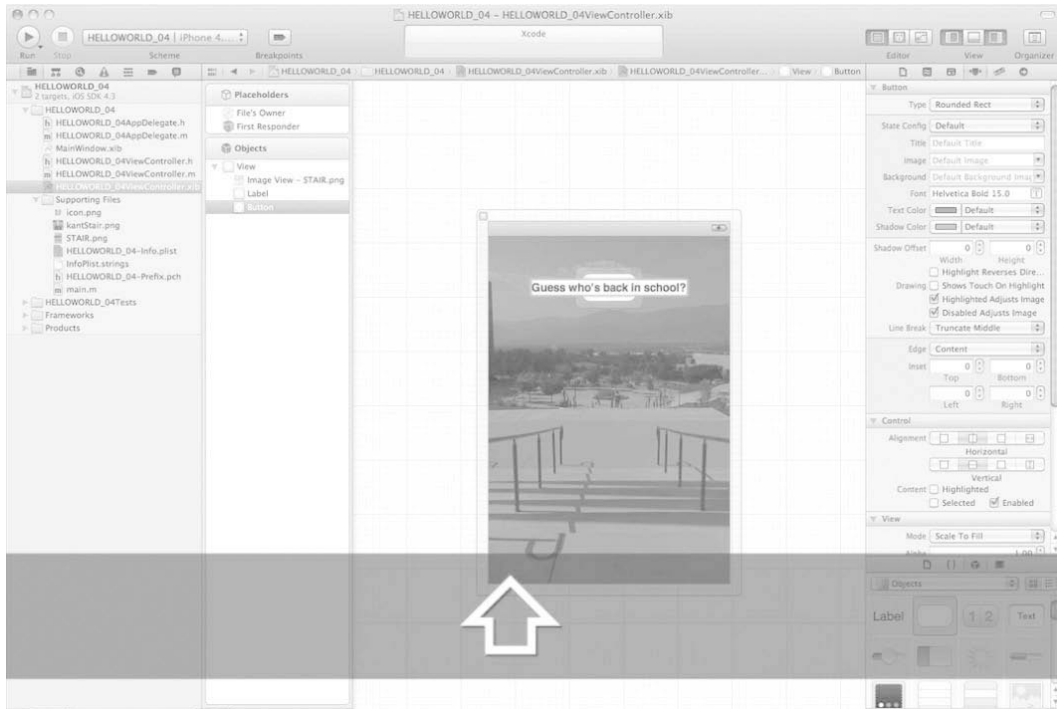 HELLOWORLD_04 – HELLOWORLD_04ViewController.xib
Run
Stop
HELLOWORLD_04 | iPhone 4....
Scheme
Breakpoints
Xcode
Editor
View
Organizer
HELLOWORLD_04
HELLOWORLD_04
HELLOWORLD_04ViewController.xib
HELLOWORLD_04ViewController...
View
Button
HELLOWORLD_04
2 targets, iOS SDK 4.3
HELLOWORLD_04
HELLOWORLD_04AppDelegate.h
HELLOWORLD_04AppDelegate.m
MainWindow.xib
HELLOWORLD_04ViewController.h
HELLOWORLD_04ViewController.m
HELLOWORLD_04ViewController.xib
Supporting Files
icon.png
kantStair.png
STAIR.png
HELLOWORLD_04-Info.plist
InfoPlist.strings
HELLOWORLD_04-Prefix.pch
main.m
HELLOWORLD_04Tests
Frameworks
Products
Placeholders
File's Owner
First Responder
Objects
View
Image View – STAIR.png
Label
Button
Guess who's back in school?
Button
Type Rounded Rect
State Config Default
Title Default Title
Image Default Image
Background Default Background Imag
Font Helvetica Bold 15.0
Text Color Default
Shadow Color Default
Shadow Offset 0 0
Width Height
Highlight Reverses Dire...
Drawing Shows Touch On Highlight
Highlighted Adjusts Image
Disabled Adjusts Image
Line Break Truncate Middle
Edge Content
Inset 0 0
Top Bottom
0 0
Left Right
Control
Alignment
Horizontal
Vertical
Content Highlighted
Selected Enabled
View
Mode Scale To Fill
Alpha 1.00
Objects
Label
1 2
Text